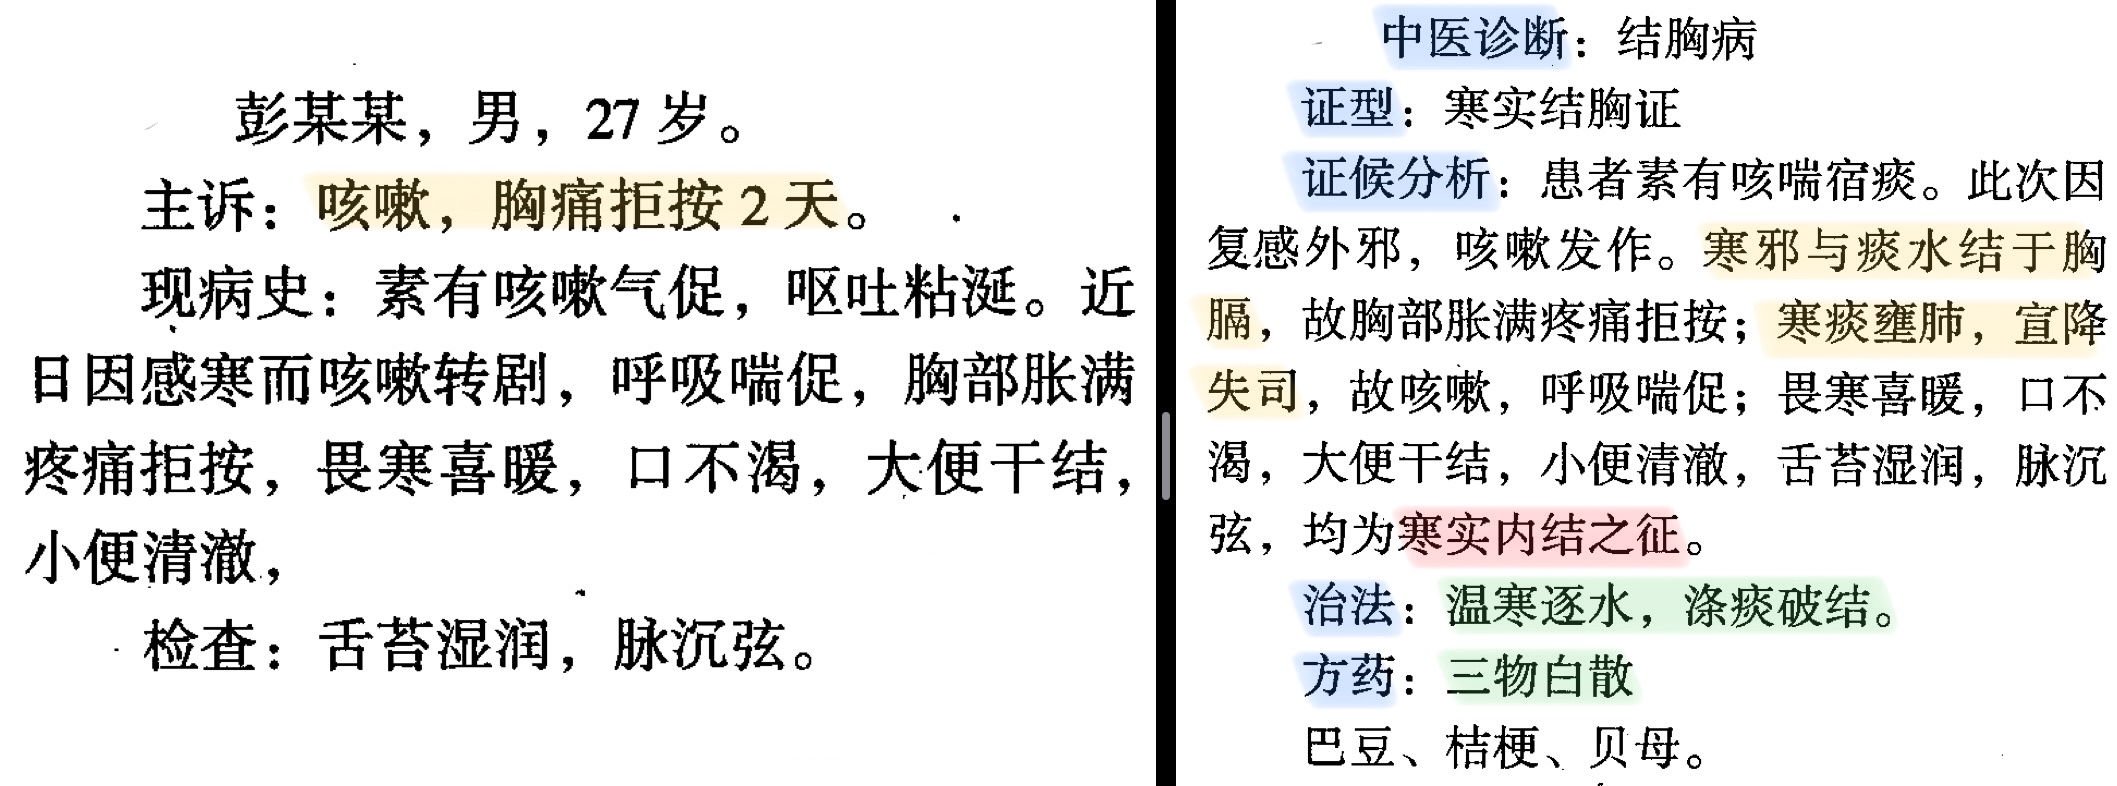 彭某某，男，27岁。
主诉：咳嗽，胸痛拒按2天。
现病史：素有咳嗽气促，呕吐粘涎。近
日因感寒而咳嗽转剧，呼吸喘促，胸部胀满
疼痛拒按，畏寒喜暖，口不渴，大便干结，
小便清澈，
检查：舌苔湿润，脉沉弦。
中医诊断：结胸病
证型：寒实结胸证
证候分析：患者素有咳喘宿痰。此次因
复感外邪，咳嗽发作。寒邪与痰水结于胸
膈，故胸部胀满疼痛拒按；寒痰壅肺，宣降
失司，故咳嗽，呼吸喘促；畏寒喜暖，口不
渴，大便干结，小便清澈，舌苔湿润，脉沉
弦，均为寒实内结之征。
治法：温寒逐水，涤痰破结。
方药：三物白散
巴豆、桔梗、贝母。